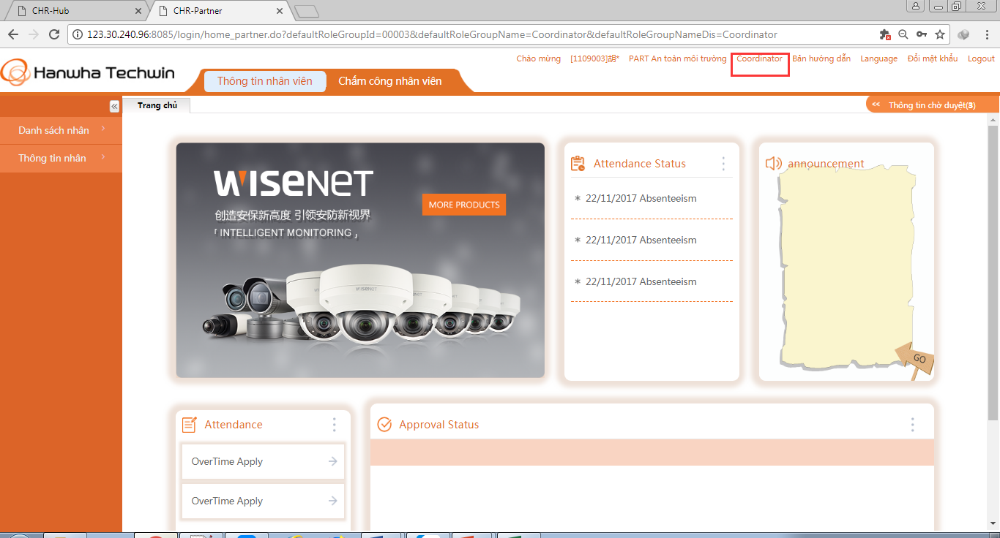 CHR-Hub
CHR-Partner
123.30.240.96:8085/login/home_partner.do?defaultRoleGroupId=00003&defaultRoleGroupName=Coordinator&defaultRoleGroupNameDis=Coordinator
Chào mừng [1109003]胡* PART An toàn môi trường Coordinator Bản hướng dẫn Language Đổi mật khẩu Logout
Hanwha Techwin
Thông tin nhân viên Chấm công nhân viên
Trang chủ
Thông tin chờ duyệt(3)
Danh sách nhân
Thông tin nhân
WISENET
MORE PRODUCTS
创造安保新高度 引领安防新视界
「INTELLIGENT MONITORING」
WISENET
Attendance Status
* 22/11/2017 Absenteeism
* 22/11/2017 Absenteeism
* 22/11/2017 Absenteeism
announcement
GO
Attendance
OverTime Apply
OverTime Apply
Approval Status